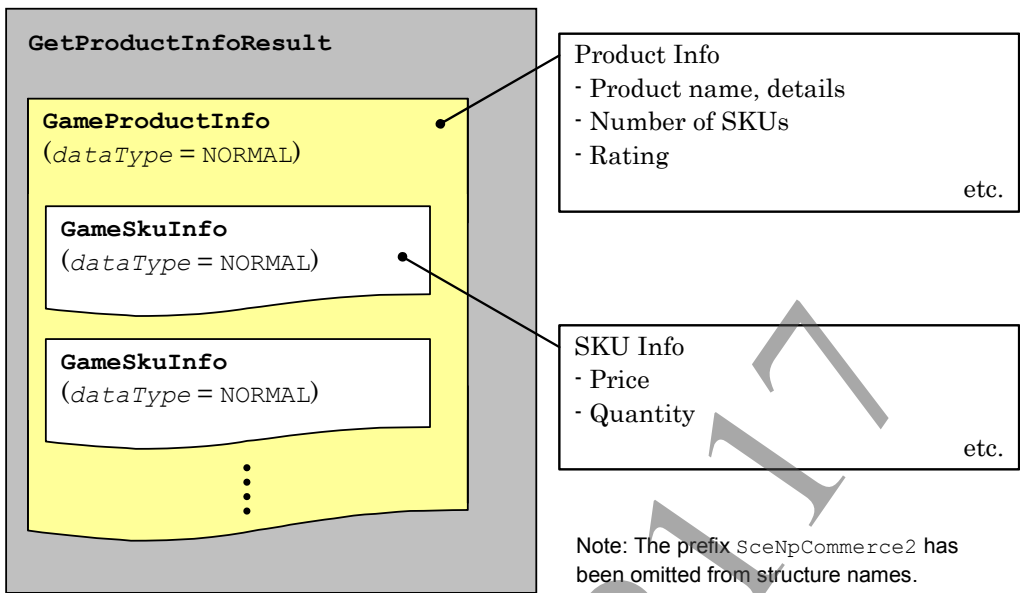 GetProductInfoResult
GameProductInfo
(dataType = NORMAL)
GameSkuInfo
(dataType = NORMAL)
GameSkuInfo
(dataType = NORMAL)
Product Info
- Product name, details
- Number of SKUs
- Rating
etc.
SKU Info
- Price
- Quantity
etc.
Note: The prefix SceNpCommerce2 has
been omitted from structure names.